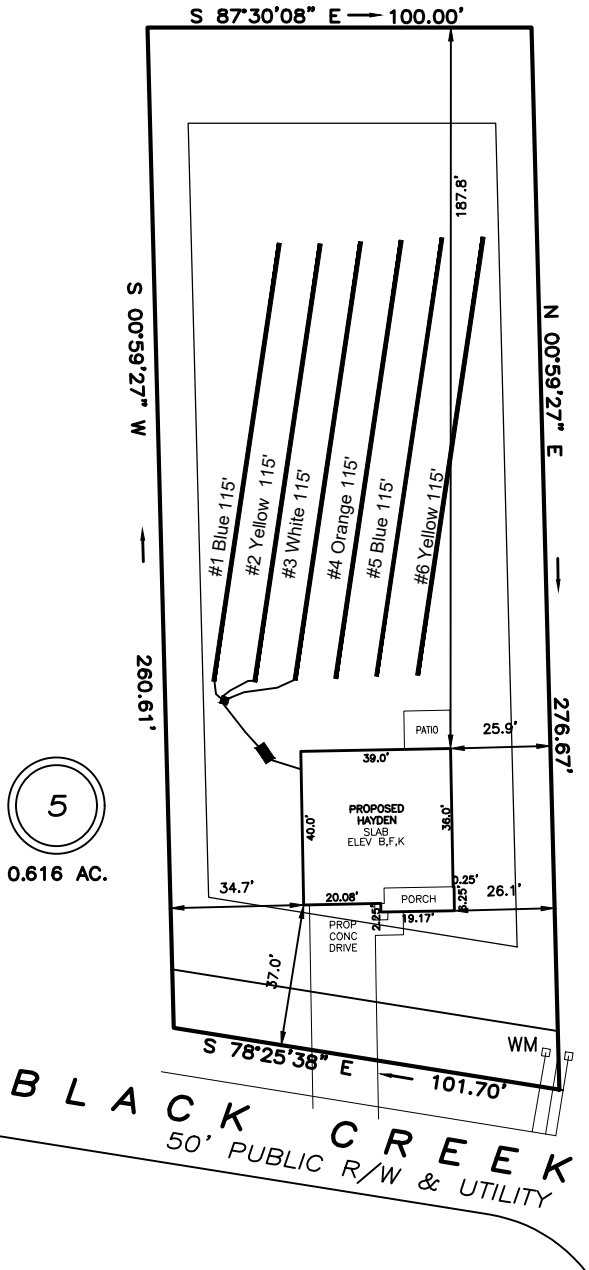 S 87°30'08" E 100.00'
187.8'
S 00°59'27" W
260.61'
N 00°59'27" E
276.67'
#1 Blue 115'
#2 Yellow 115'
#3 White 115'
#4 Orange 115'
#5 Blue 115'
#6 Yellow 115'
PATIO
25.9'
39.0'
40.0'
PROPOSED
HAYDEN
SLAB
ELEV B,F,K
36.0'
5
0.616 AC.
34.7'
20.08'
PORCH
0.25'
6.25'
26.1'
2.25'
19.17'
PROP
CONC
DRIVE
37.0'
WM
S 78°25'38" E 101.70'
BLACK CREEK
50' PUBLIC R/W & UTILITY